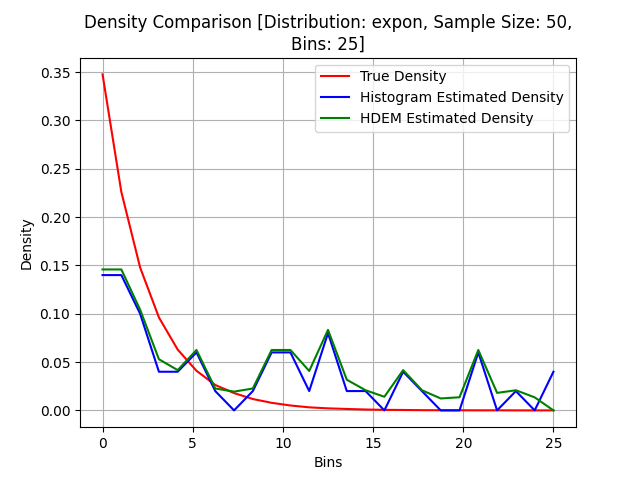 Density Comparison [Distribution: expon, Sample Size: 50,
Bins: 25]
True Density
Histogram Estimated Density
HDEM Estimated Density
Density
0.35
0.30
0.25
0.20
0.15
0.10
0.05
0.00
0 5 10 15 20 25
Bins